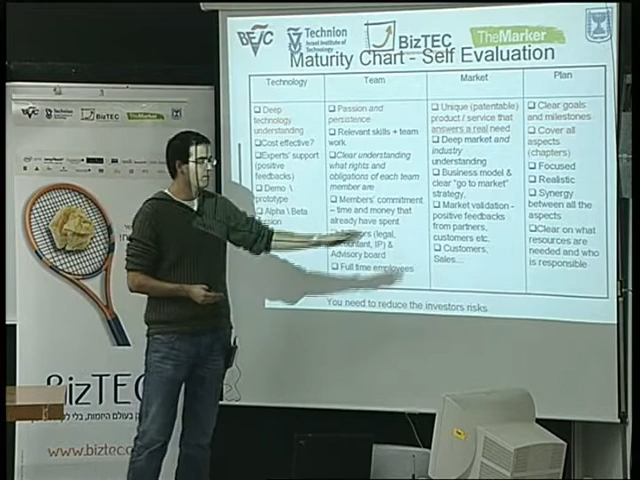 BEVC
Technion
Israel Institute of
Technology
BizTEC
TheMarker
Maturity Chart - Self Evaluation
Technology
Team
Market
Plan
❑ Deep
technology
understanding
❑ Cost effective?
❑ Experts' support
(positive
feedbacks)
❑ Demo \
❑ Alpha \ Beta
❑ Passion and
persistence
❑ Relevant skills + team
work.
❑ Clear understanding
what rights and
obligations of each team
member are
❑ Members' commitment
– time and money that
already have spent.
(legal,
IP) &
Advisory board
❑ Full time employees
❑ Unique (patentable)
product / service that
answers a real need
❑ Deep market and
industry
understanding
❑ Business model &
clear "go to market"
strategy.
❑ Market validation -
positive feedbacks
from partners,
customers etc.
❑ Customers,
Sales...
❑ Clear goals
and milestones
❑ Cover all
aspects
(chapters)
❑ Focused
❑ Realistic
❑ Synergy
between all the
aspects
❑ Clear on what
resources are
needed and who
is responsible
You need to reduce the investors risks
BizTEC
www.biztec